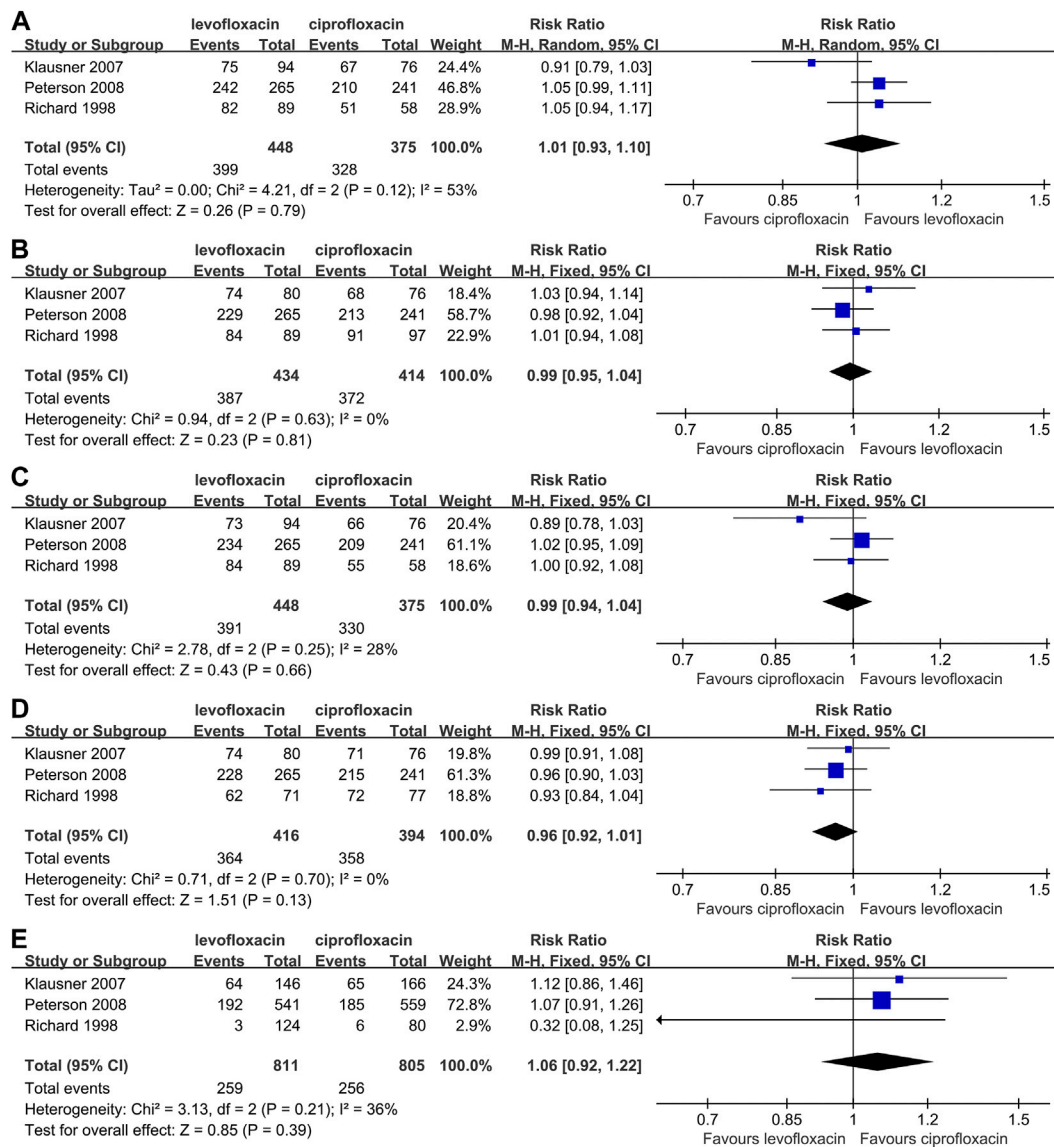 A
levofloxacin ciprofloxacin Risk Ratio Risk Ratio
Study or Subgroup Events Total Events Total Weight M-H, Random, 95% CI M-H, Random, 95% CI
Klausner 2007 75 94 67 76 24.4% 0.91 [0.79, 1.03]
Peterson 2008 242 265 210 241 46.8% 1.05 [0.99, 1.11]
Richard 1998 82 89 51 58 28.9% 1.05 [0.94, 1.17]
Total (95% CI) 448 375 100.0% 1.01 [0.93, 1.10]
Total events 399 328
Heterogeneity: Tau² = 0.00; Chi² = 4.21, df = 2 (P = 0.12); I² = 53%
Test for overall effect: Z = 0.26 (P = 0.79)
0.7 0.85 1 1.2 1.5
Favours ciprofloxacin Favours levofloxacin
B
levofloxacin ciprofloxacin Risk Ratio Risk Ratio
Study or Subgroup Events Total Events Total Weight M-H, Fixed, 95% CI M-H, Fixed, 95% CI
Klausner 2007 74 80 68 76 18.4% 1.03 [0.94, 1.14]
Peterson 2008 229 265 213 241 58.7% 0.98 [0.92, 1.04]
Richard 1998 84 89 91 97 22.9% 1.01 [0.94, 1.08]
Total (95% CI) 434 414 100.0% 0.99 [0.95, 1.04]
Total events 387 372
Heterogeneity: Chi² = 0.94, df = 2 (P = 0.63); I² = 0%
Test for overall effect: Z = 0.23 (P = 0.81)
0.7 0.85 1 1.2 1.5
Favours ciprofloxacin Favours levofloxacin
C
levofloxacin ciprofloxacin Risk Ratio Risk Ratio
Study or Subgroup Events Total Events Total Weight M-H, Fixed, 95% CI M-H, Fixed, 95% CI
Klausner 2007 73 94 66 76 20.4% 0.89 [0.78, 1.03]
Peterson 2008 234 265 209 241 61.1% 1.02 [0.95, 1.09]
Richard 1998 84 89 55 58 18.6% 1.00 [0.92, 1.08]
Total (95% CI) 448 375 100.0% 0.99 [0.94, 1.04]
Total events 391 330
Heterogeneity: Chi² = 2.78, df = 2 (P = 0.25); I² = 28%
Test for overall effect: Z = 0.43 (P = 0.66)
0.7 0.85 1 1.2 1.5
Favours ciprofloxacin Favours levofloxacin
D
levofloxacin ciprofloxacin Risk Ratio Risk Ratio
Study or Subgroup Events Total Events Total Weight M-H, Fixed, 95% CI M-H, Fixed, 95% CI
Klausner 2007 74 80 71 76 19.8% 0.99 [0.91, 1.08]
Peterson 2008 228 265 215 241 61.3% 0.96 [0.90, 1.03]
Richard 1998 62 71 72 77 18.8% 0.93 [0.84, 1.04]
Total (95% CI) 416 394 100.0% 0.96 [0.92, 1.01]
Total events 364 358
Heterogeneity: Chi² = 0.71, df = 2 (P = 0.70); I² = 0%
Test for overall effect: Z = 1.51 (P = 0.13)
0.7 0.85 1 1.2 1.5
Favours ciprofloxacin Favours levofloxacin
E
levofloxacin ciprofloxacin Risk Ratio Risk Ratio
Study or Subgroup Events Total Events Total Weight M-H, Fixed, 95% CI M-H, Fixed, 95% CI
Klausner 2007 64 146 65 166 24.3% 1.12 [0.86, 1.46]
Peterson 2008 192 541 185 559 72.8% 1.07 [0.91, 1.26]
Richard 1998 3 124 6 80 2.9% 0.32 [0.08, 1.25]
Total (95% CI) 811 805 100.0% 1.06 [0.92, 1.22]
Total events 259 256
Heterogeneity: Chi² = 3.13, df = 2 (P = 0.21); I² = 36%
Test for overall effect: Z = 0.85 (P = 0.39)
0.7 0.85 1 1.2 1.5
Favours levofloxacin Favours ciprofloxacin